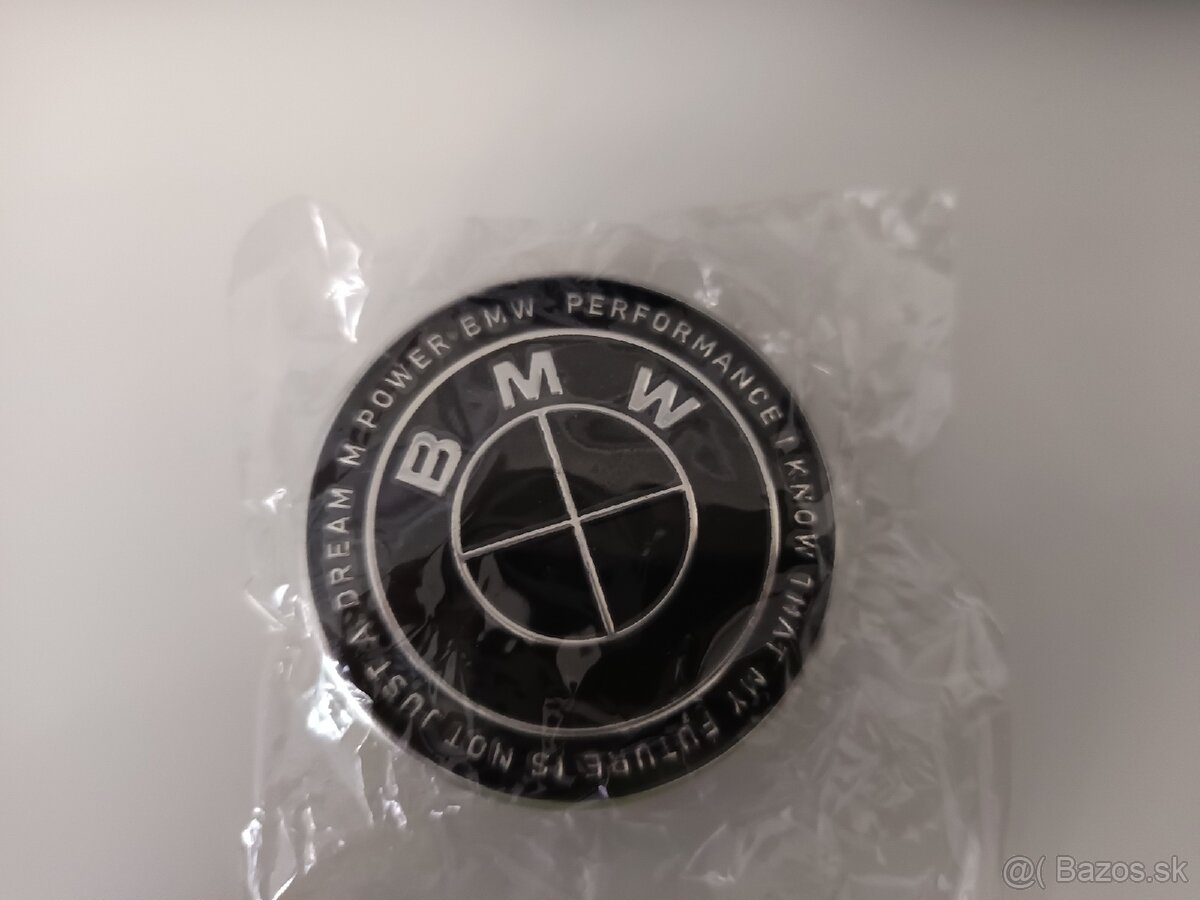 M POWER BMW PERFORMANCE I KNOW THAT MY FUTURE IS NOT JUST A DREAM
BMW
@( Bazos.sk